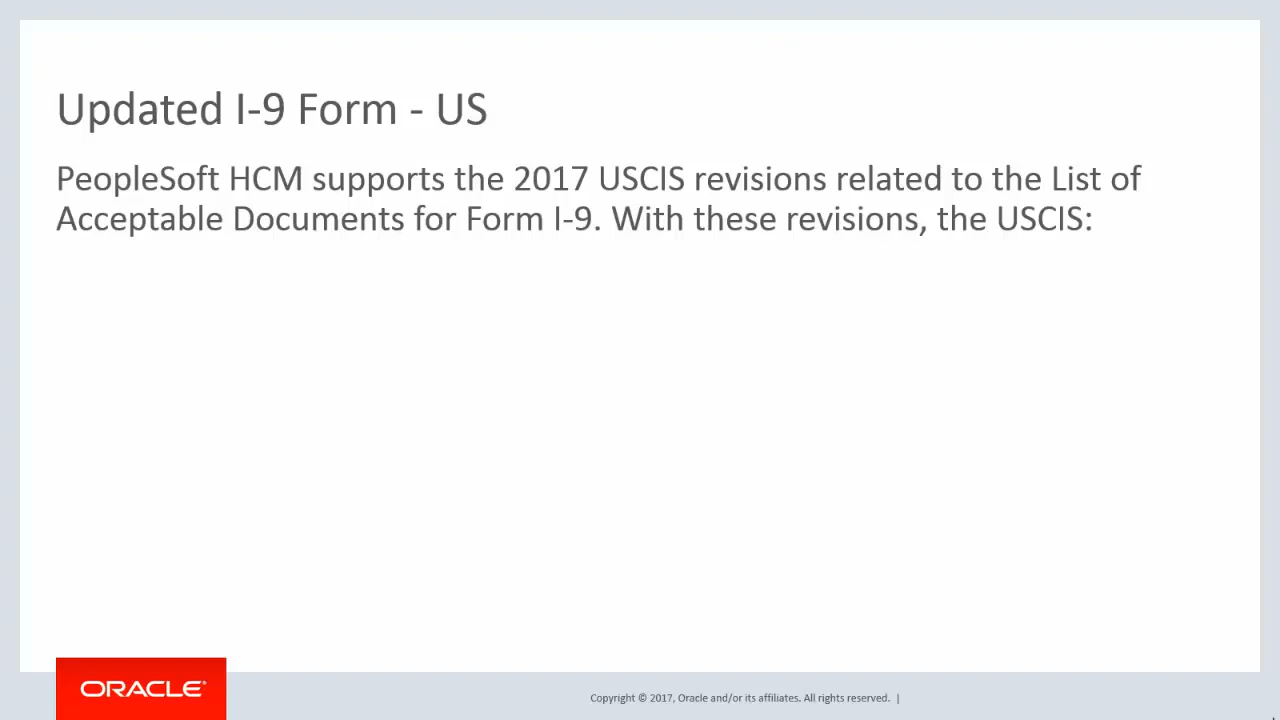 Updated I-9 Form - US
PeopleSoft HCM supports the 2017 USCIS revisions related to the List of
Acceptable Documents for Form I-9. With these revisions, the USCIS:
ORACLE®
Copyright © 2017, Oracle and/or its affiliates. All rights reserved. |